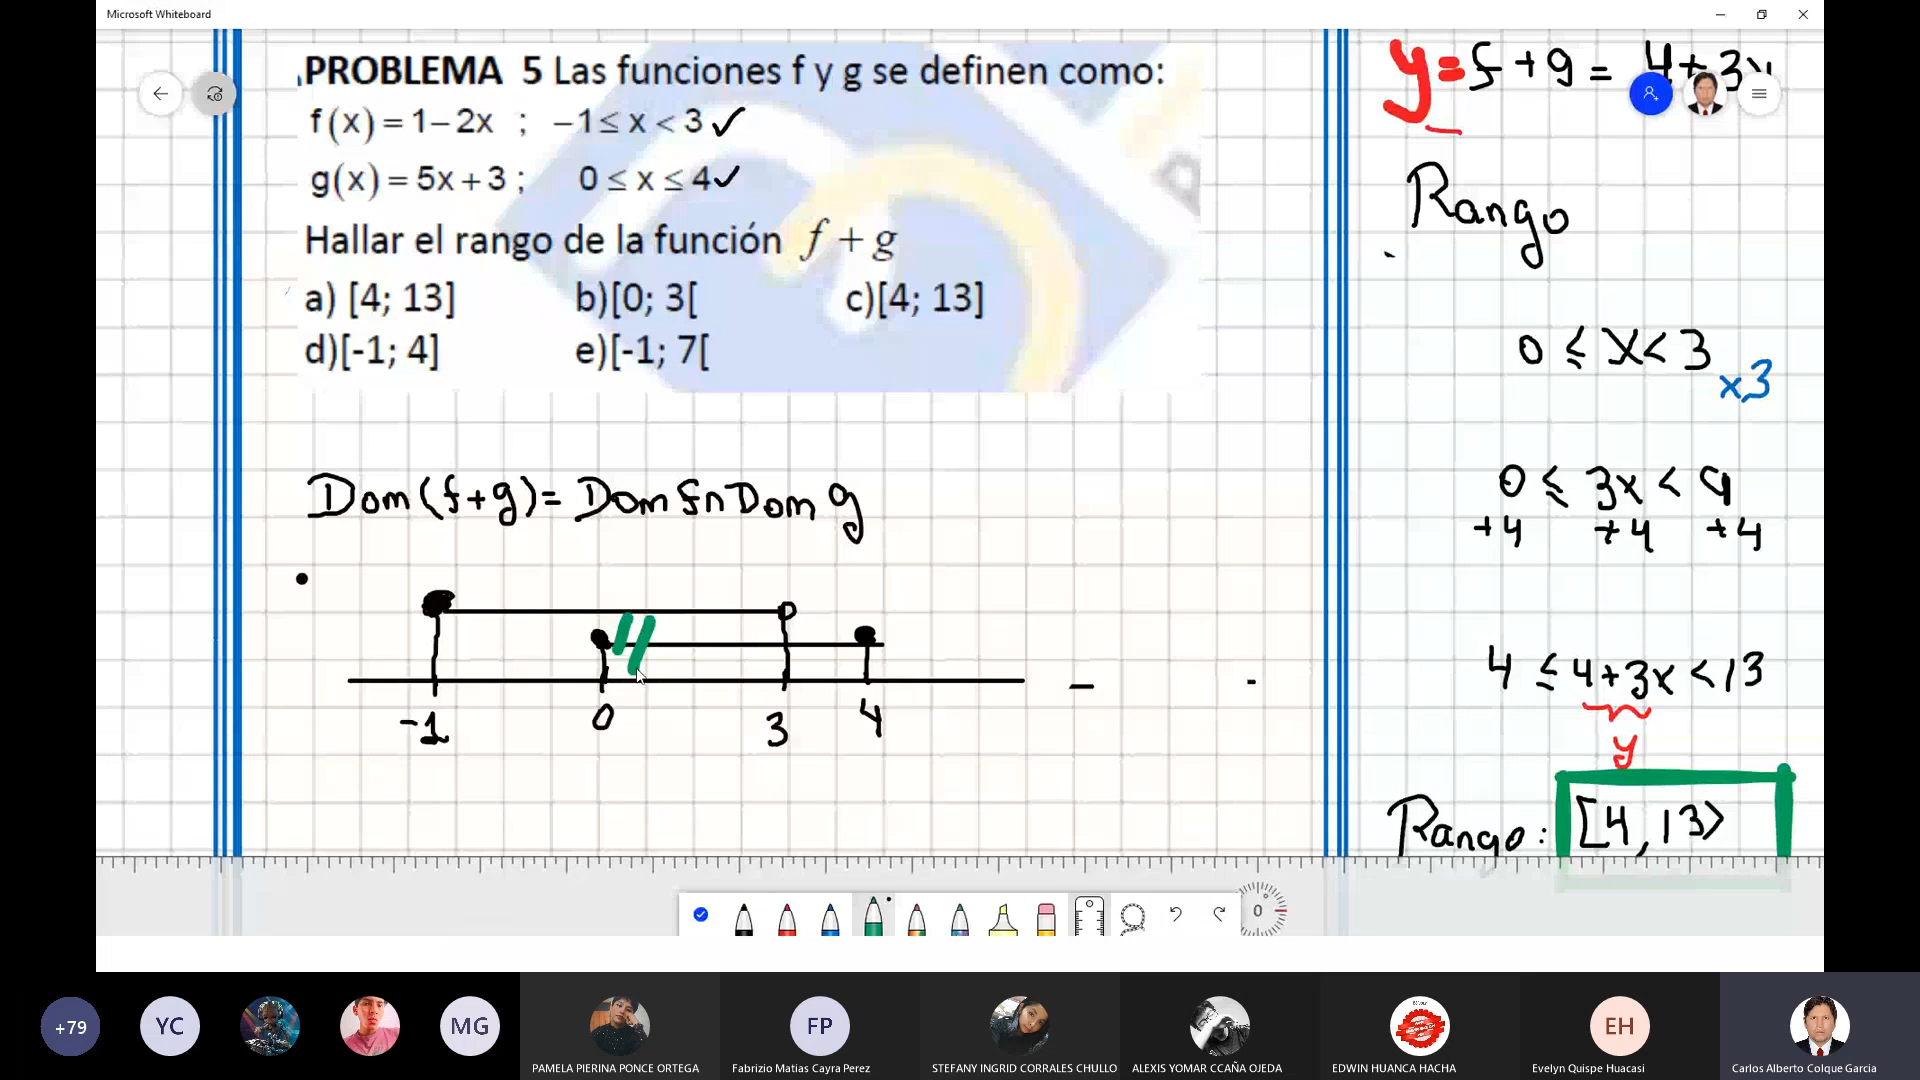 Microsoft Whiteboard
PROBLEMA 5 Las funciones f y g se definen como:
f(x) = 1 – 2x ; –1 ≤ x < 3 ✓
g(x) = 5x + 3 ; 0 ≤ x ≤ 4 ✓
Hallar el rango de la función f + g
a) [4; 13] b)[0; 3[ c)[4; 13]
d)[-1; 4] e)[-1; 7[
Dom(f+g) = Dom f ∩ Dom g
-1 0 3 4
y = f + g = 4 + 3x
Rango
0 ≤ x < 3
x3
0 ≤ 3x < 9
+4 +4 +4
4 ≤ 4+3x < 13
y
Rango: [4, 13⟩
0
+79
YC
MG
PAMELA PIERINA PONCE ORTEGA
FP
Fabrizio Matias Cayra Perez
STEFANY INGRID CORRALES CHULLO
ALEXIS YOMAR CCAÑA OJEDA
EDWIN HUANCA HACHA
EH
Evelyn Quispe Huacasi
Carlos Alberto Colque Garcia